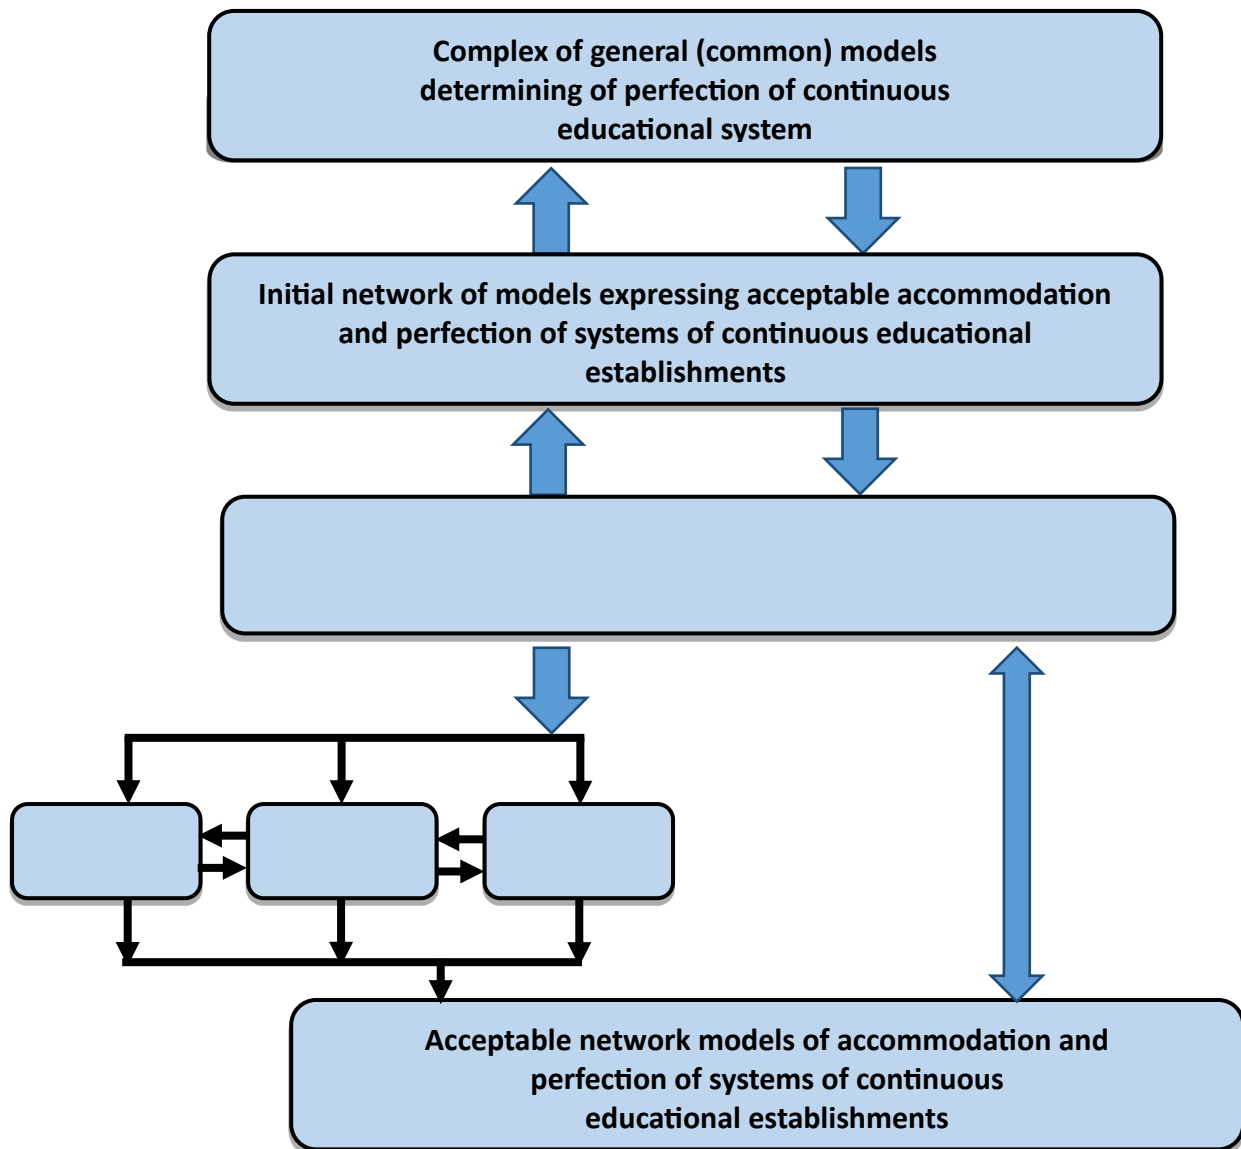 Complex of general (common) models
determining of perfection of continuous
educational system
Initial network of models expressing acceptable accommodation
and perfection of systems of continuous educational
establishments
Acceptable network models of accommodation and
perfection of systems of continuous
educational establishments